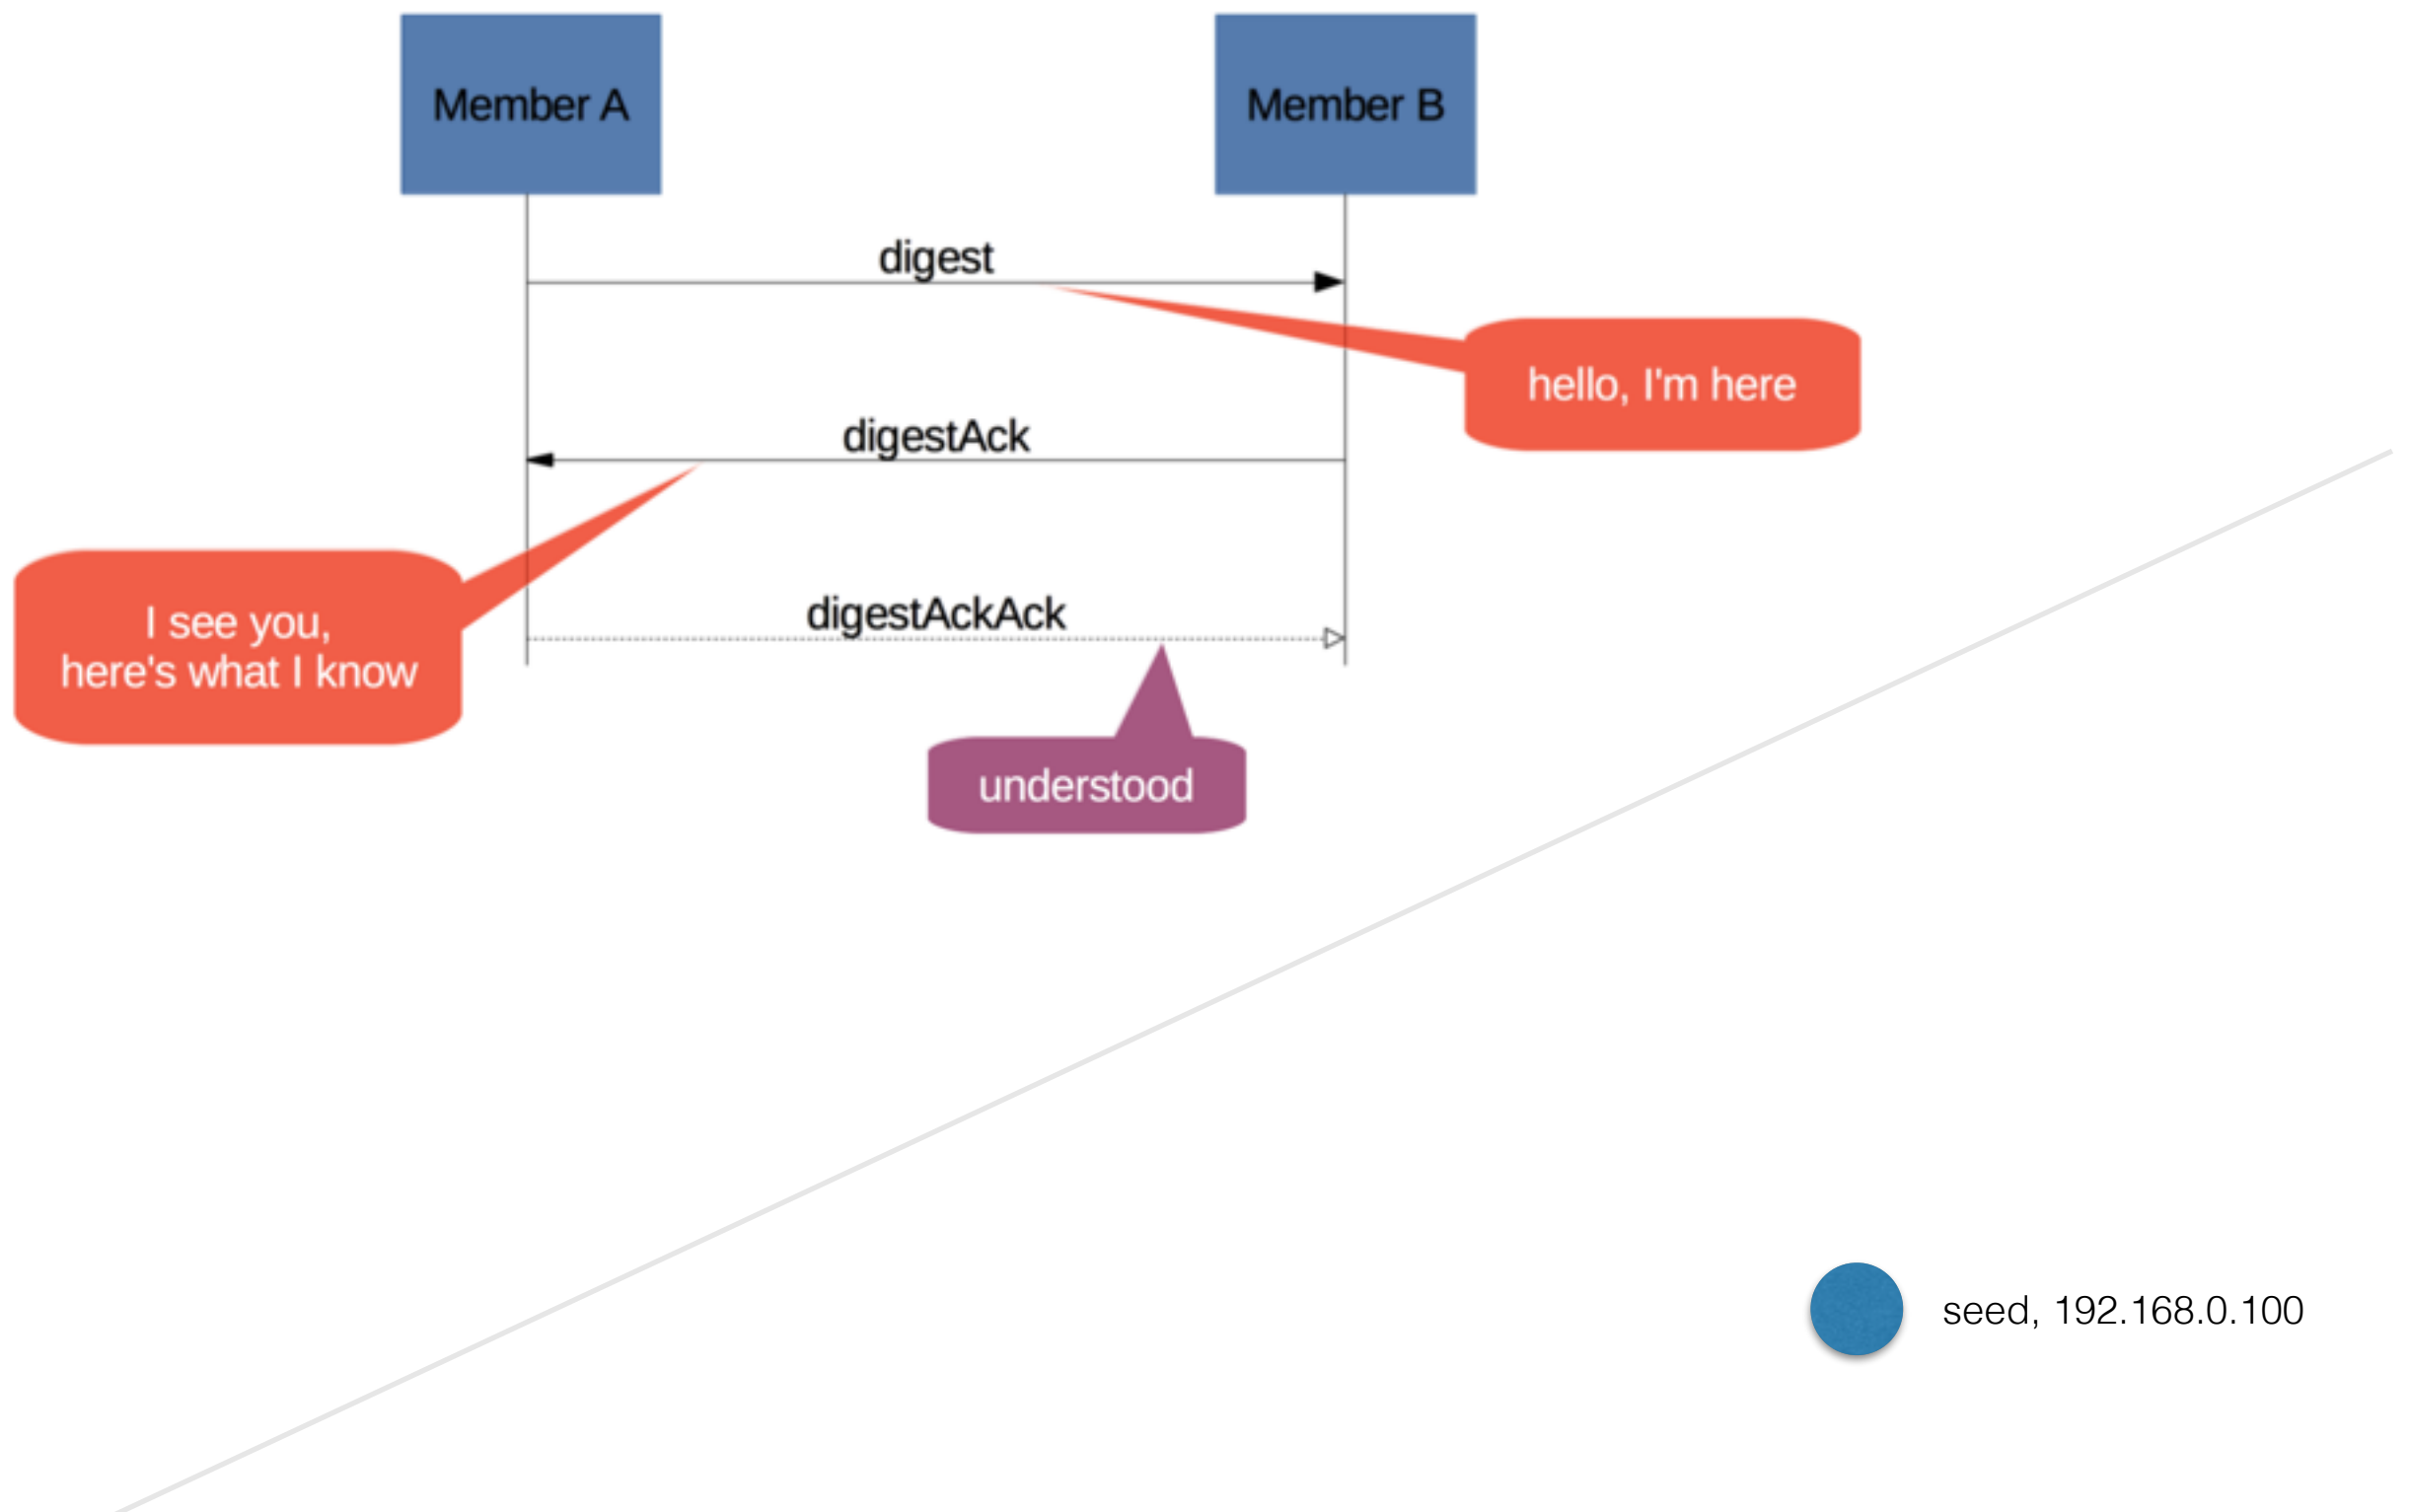 Member A
Member B
digest
hello, I'm here
digestAck
I see you,
here's what I know
digestAckAck
understood
seed, 192.168.0.100